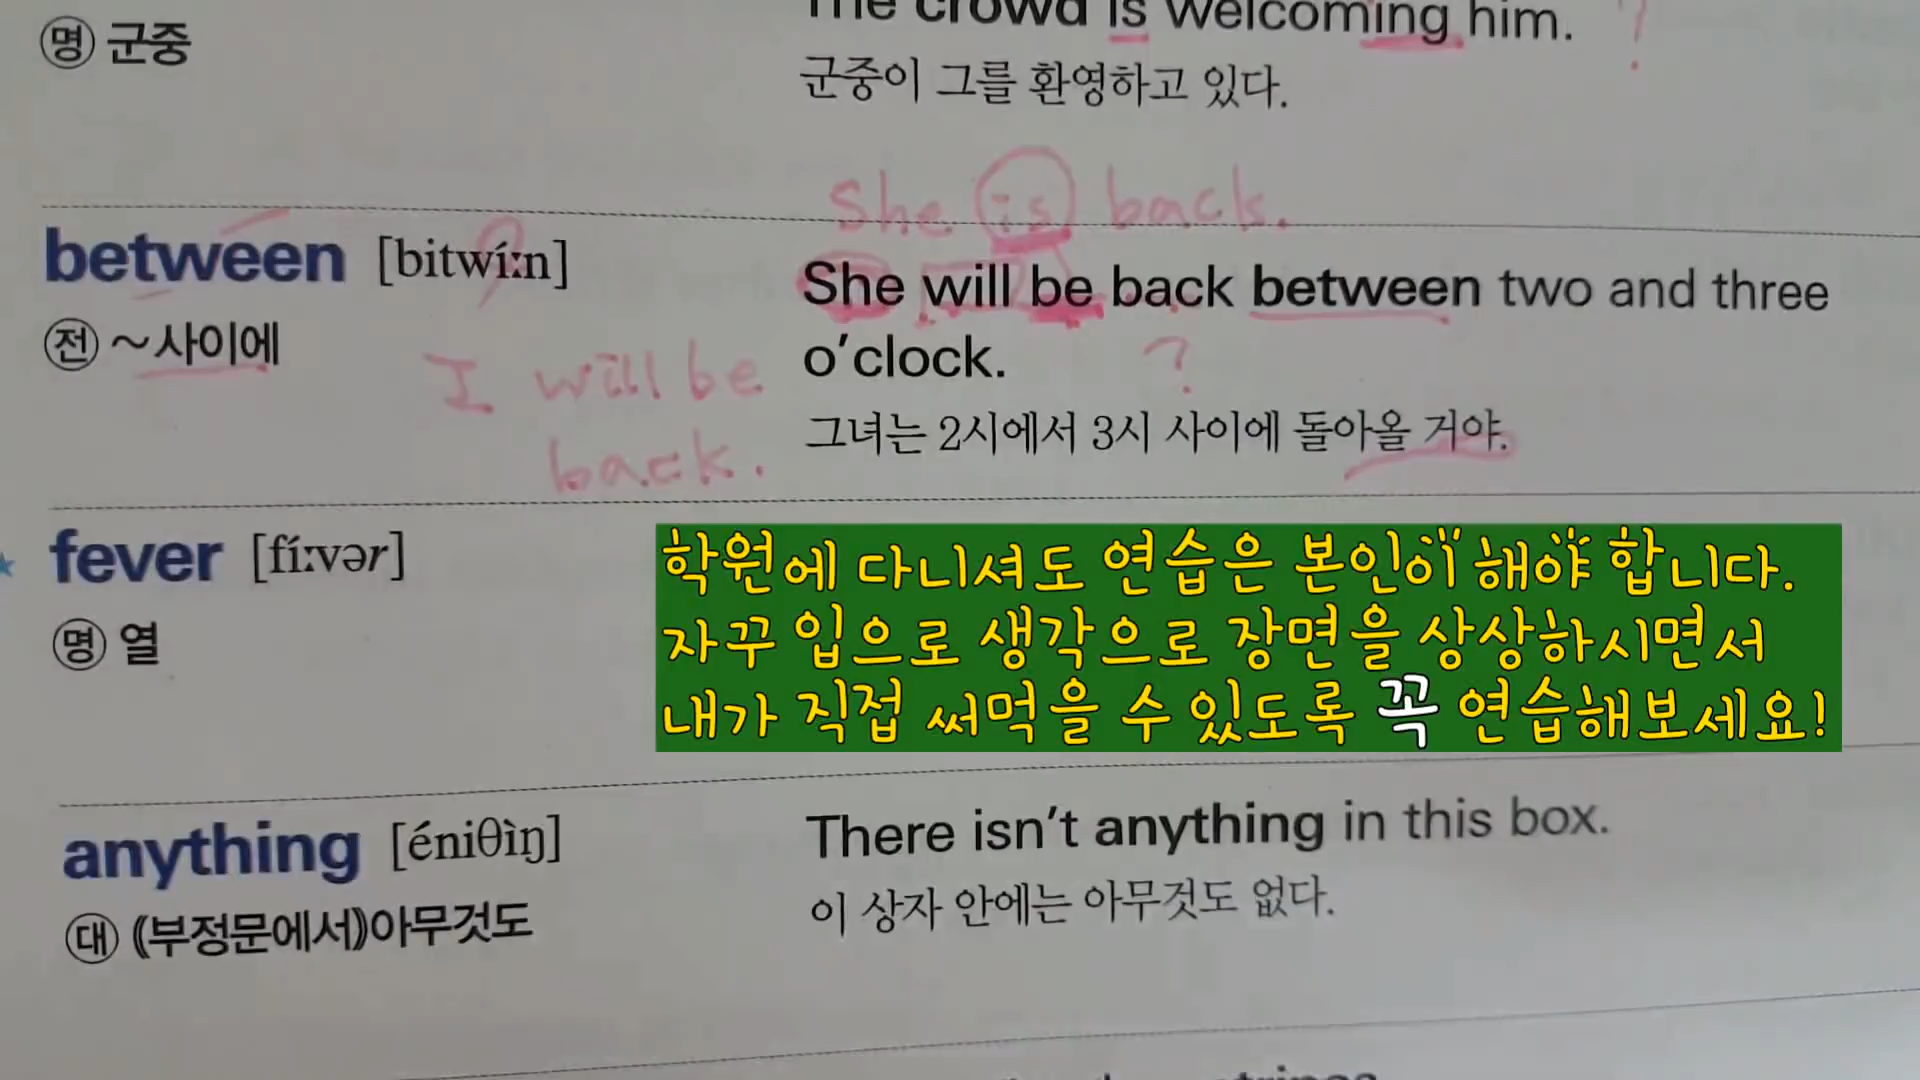 The crowd is welcoming him. ?
명 군중
군중이 그를 환영하고 있다.
She is back.
between [bitwíːn]
She will be back between two and three
전 ~사이에
o'clock. ?
I will be
back.
그녀는 2시에서 3시 사이에 돌아올 거야.
fever [fíːvər]
명 열
학원에 다니셔도 연습은 본인이 해야 합니다.
자꾸 입으로 생각으로 장면을 상상하시면서
내가 직접 써먹을 수 있도록 꼭 연습해보세요!
anything [éniθìŋ]
There isn't anything in this box.
대 《부정문에서》아무것도
이 상자 안에는 아무것도 없다.